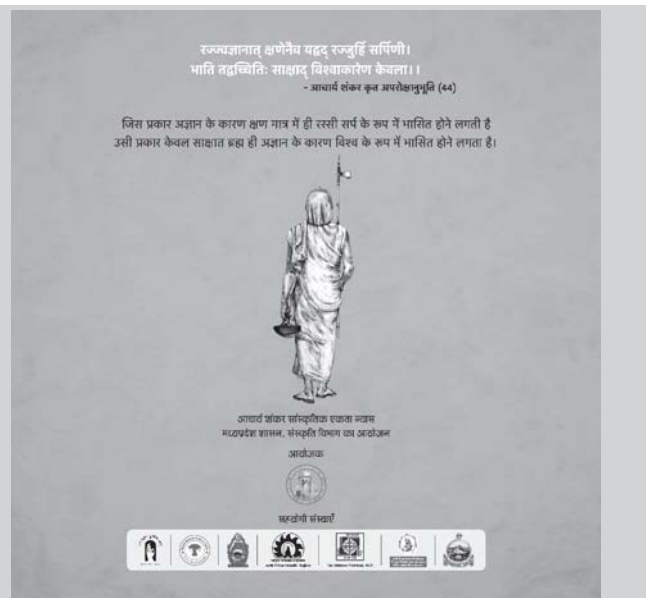 रज्ज्वज्ञानात् क्षणेनैव यद्वद् रज्जुर्हि सर्पिणी।
भाति तद्वच्चितिः साक्षाद् विश्वाकारेण केवला।।
- आचार्य शंकर कृत अपरोक्षानुभूति (44)
जिस प्रकार अज्ञान के कारण क्षण मात्र में ही रस्सी सर्प के रूप में भासित होने लगती है
उसी प्रकार केवल साक्षात ब्रह्म ही अज्ञान के कारण विश्व के रूप में भासित होने लगता है।
आचार्य शंकर सांस्कृतिक एकता न्यास
मध्यप्रदेश शासन, संस्कृति विभाग का आयोजन
आयोजक
सहयोगी संस्थाएँ